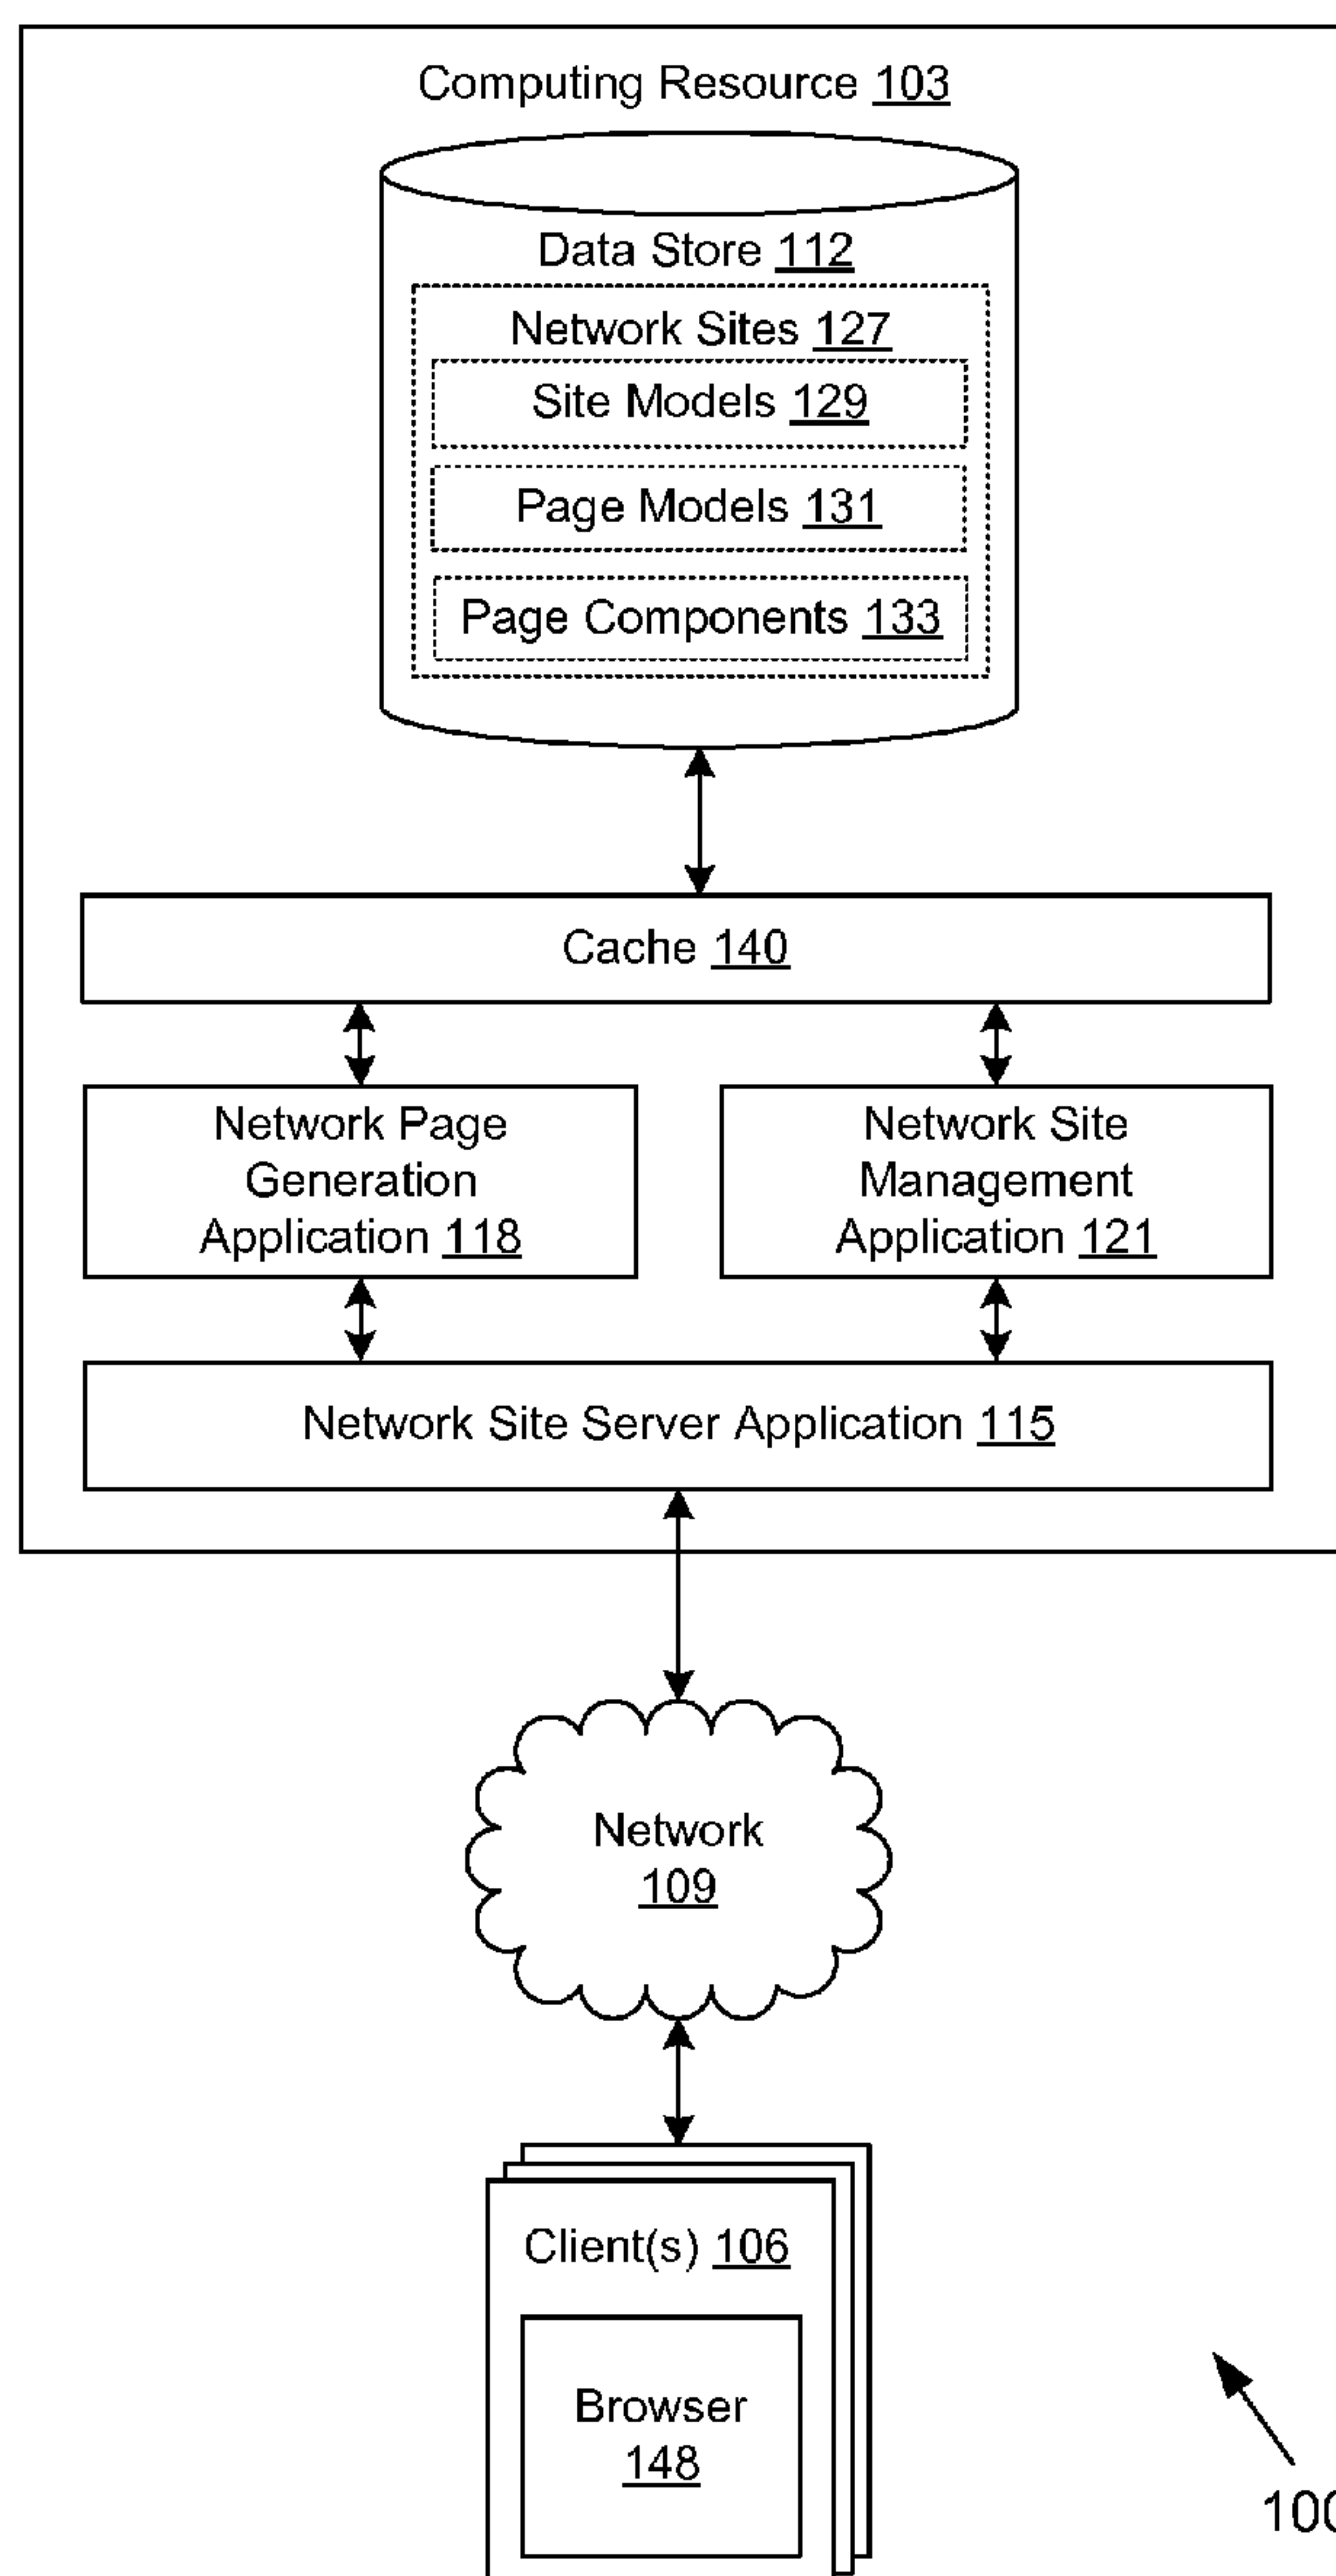 Computing Resource 103
Data Store 112
Network Sites 127
Site Models 129
Page Models 131
Page Components 133
Cache 140
Network Page
Generation
Application 118
Network Site
Management
Application 121
Network Site Server Application 115
Network
109
Client(s) 106
Browser
148
100